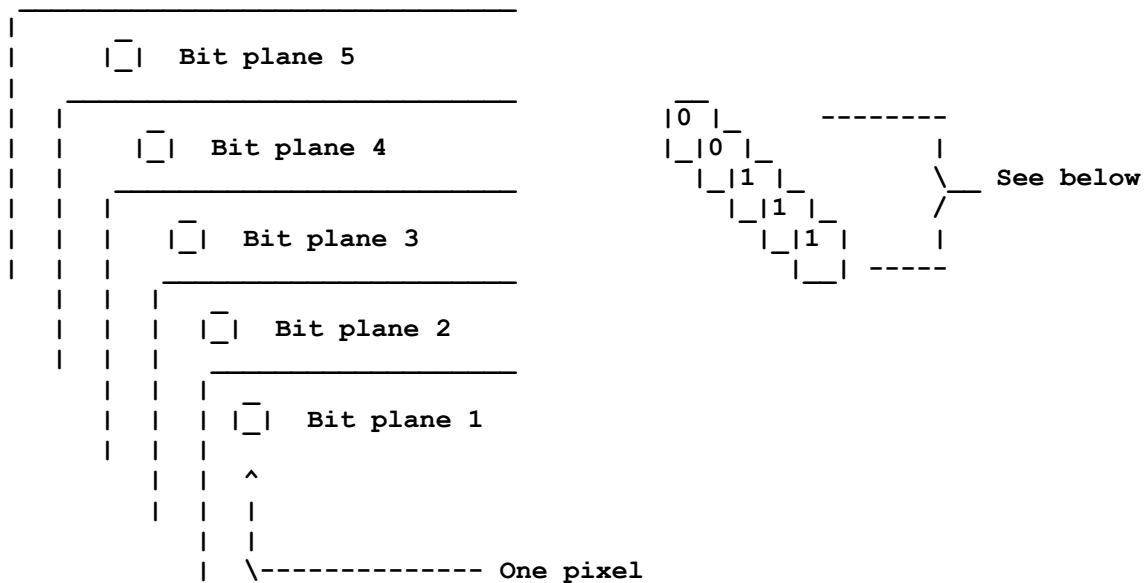 Bit plane 5
0
Bit plane 4
0
1
See below
1
Bit plane 3
1
Bit plane 2
Bit plane 1
One pixel